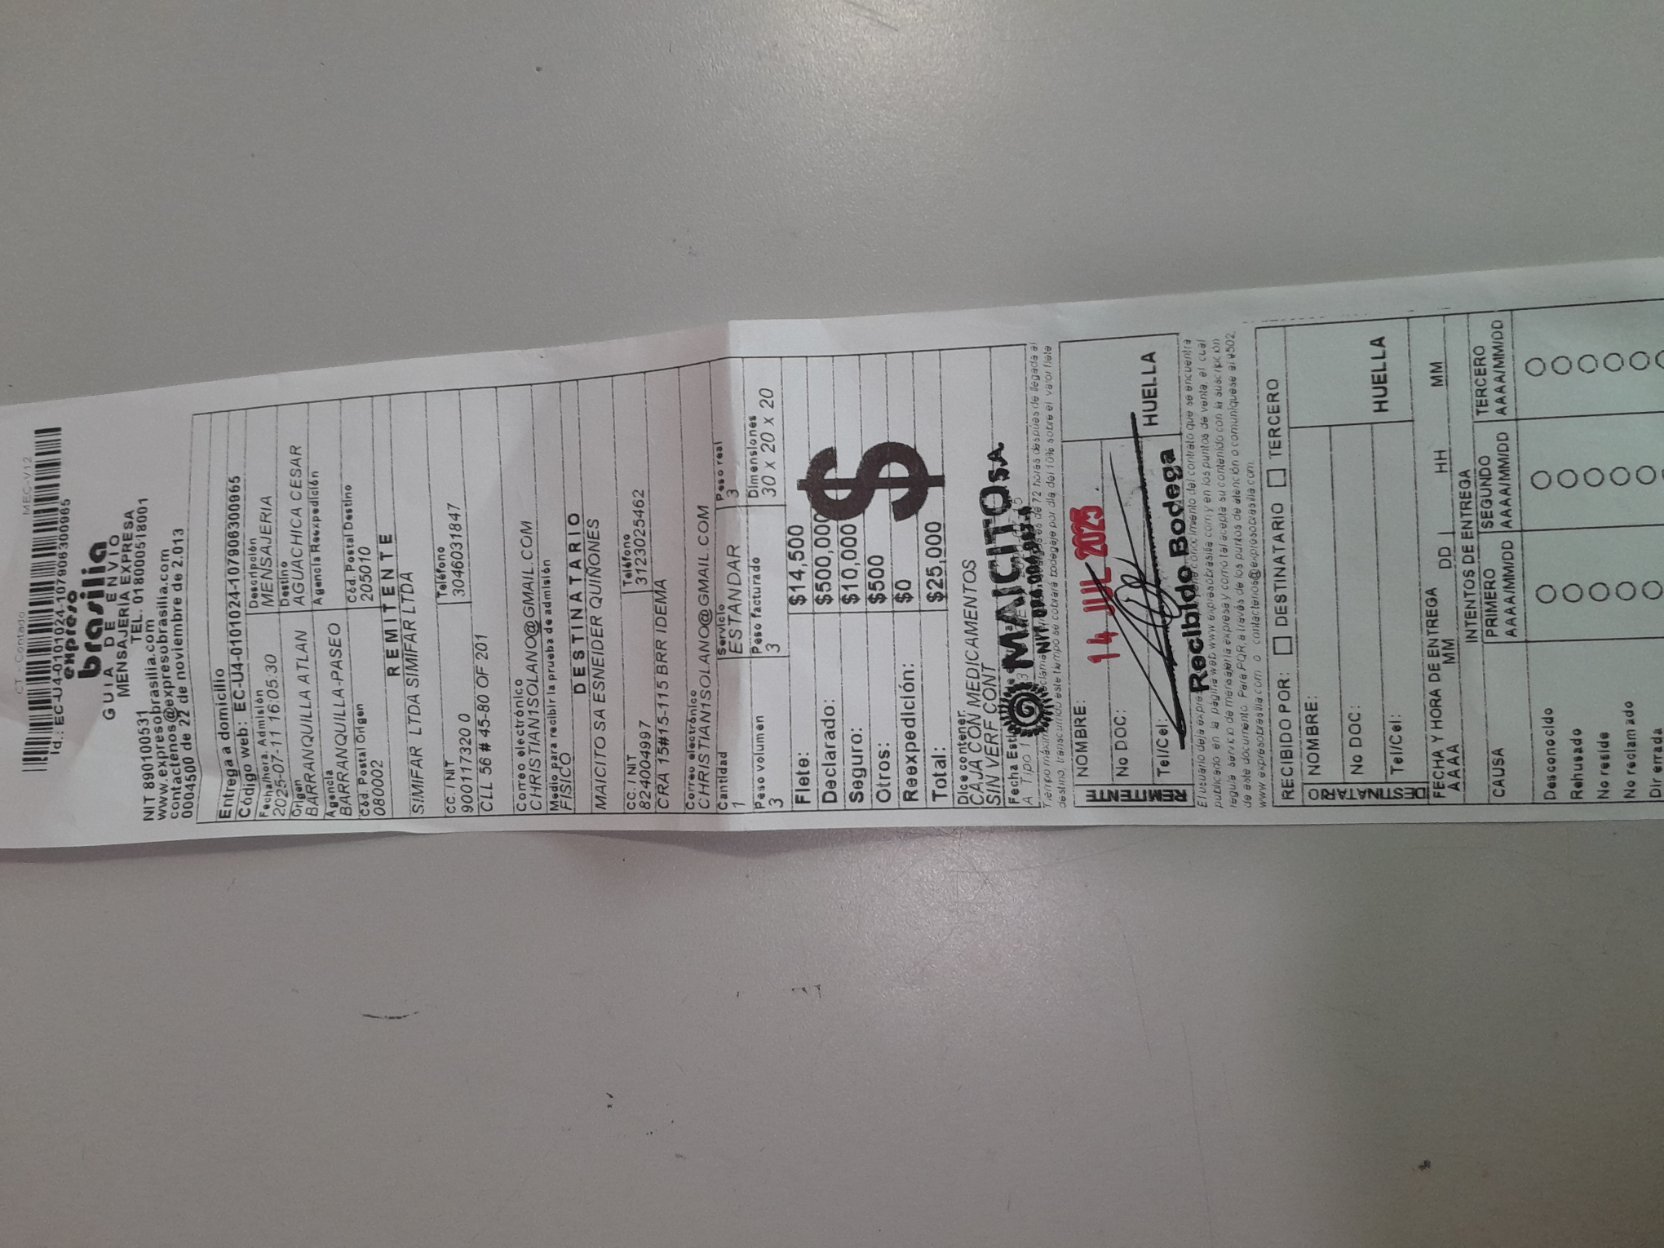 CT_Contado MEC-V12
Id.: EC-U4-0101024-107906300065
expreso
brasilia
GUIA DE ENVIO
MENSAJERIA EXPRESA
TEL.: 018000518001
NIT 890100531
www.expresobrasilia.com
contactenos@expresobrasilia.com
0004500 de 22 de noviembre de 2.013
Entrega a domicilio
Código web: EC-U4-0101024-107906300065
Fecha/hora Admisión Descripción
2025-07-11 16:05:30 MENSAJERIA
Origen Destino
BARRANQUILLA ATLAN AGUACHICA CESAR
Agencia Agencia Reexpedición
BARRANQUILLA-PASEO
Cód Postal Origen Cód. Postal Destino
080002 205010
REMITENTE
SIMIFAR LTDA SIMIFAR LTDA
CC. / NIT Teléfono
900117320 0 3046031847
CLL 56 # 45-80 OF 201
Correo electrónico
CHRISTIAN1SOLANO@GMAIL.COM
Medio para recibir la prueba de admisión
FISICO
DESTINATARIO
MAICITO SA ESNEIDER QUIÑONES
CC. / NIT Teléfono
824004997 3123025462
CRA 15#15-115 BRR IDEMA
Correo electrónico
CHRISTIAN1SOLANO@GMAIL.COM
Cantidad Servicio Peso real
1 ESTANDAR 3
Peso volumen Peso facturado Dimensiones
3 3 30 x 20 x 20
Flete: $14,500
Declarado: $500,000
Seguro: $10,000
Otros: $500
Reexpedición: $0
Total: $25,000
$ $
Dice contener:
CAJA CON MEDICAMENTOS
SIN VERF CONT
MAICITO S.A.
REMITENTE
NOMBRE:
No DOC:
Tel/Cel:
HUELLA
14 JUL 2025
Recibido Bodega
www.expresobrasilia.com o contactenos@expresobrasilia.com
RECIBIDO POR: DESTINATARIO TERCERO
NOMBRE:
No DOC:
Tel/Cel:
HUELLA
FECHA Y HORA DE ENTREGA
AAAA MM DD HH MM
INTENTOS DE ENTREGA
CAUSA PRIMERO SEGUNDO TERCERO
AAAA/MM/DD AAAA/MM/DD AAAA/MM/DD
Desconocido
Rehusado
No reside
No reclamado
Dir errada